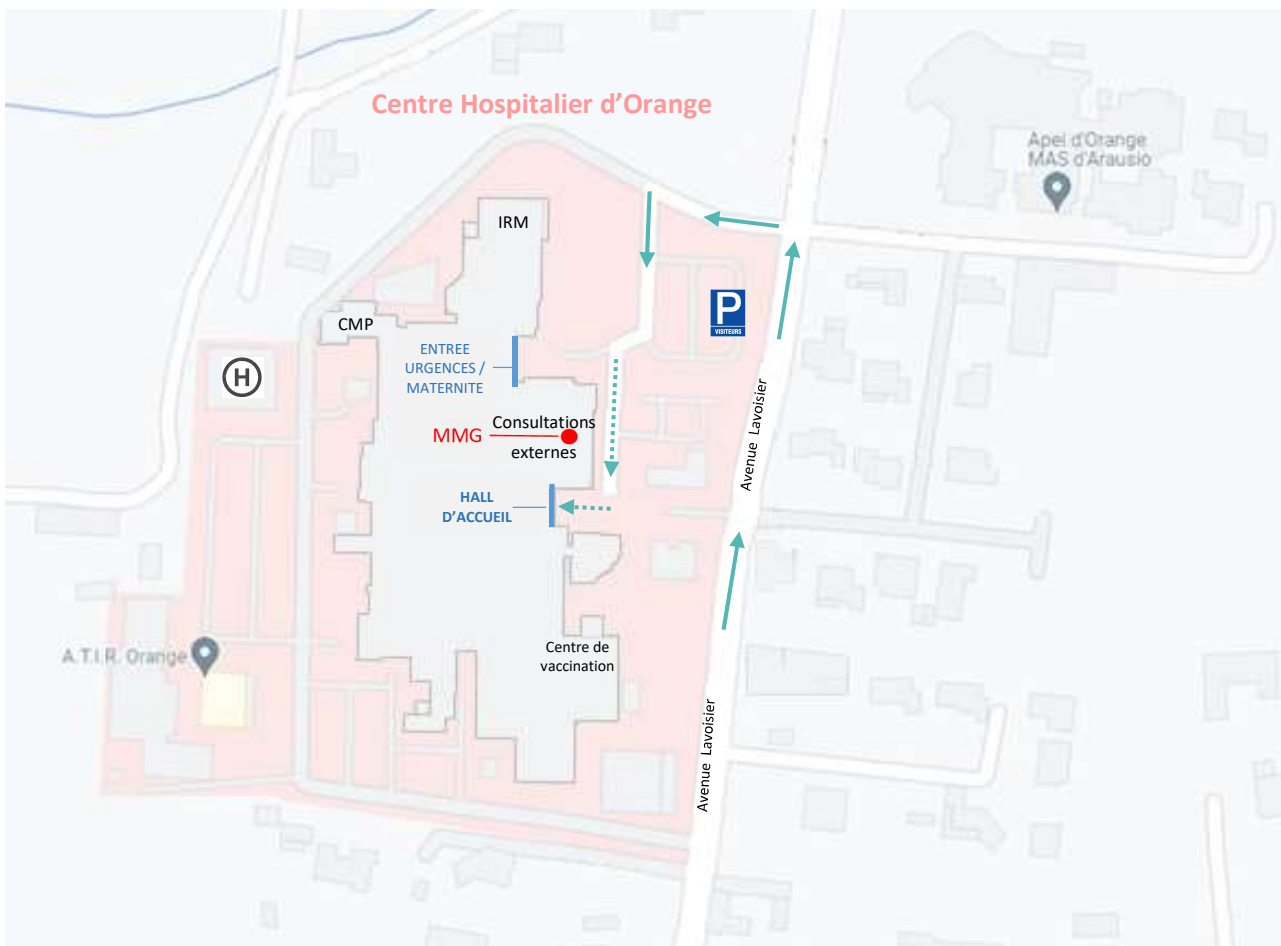 Centre Hospitalier d’Orange
Apel d'Orange
MAS d'Arausio
IRM
P
VISITEURS
CMP
ENTREE
URGENCES /
MATERNITE
H
Avenue Lavoisier
MMG
Consultations
externes
HALL
D’ACCUEIL
A.T.I.R. Orange
Centre de
vaccination
Avenue Lavoisier